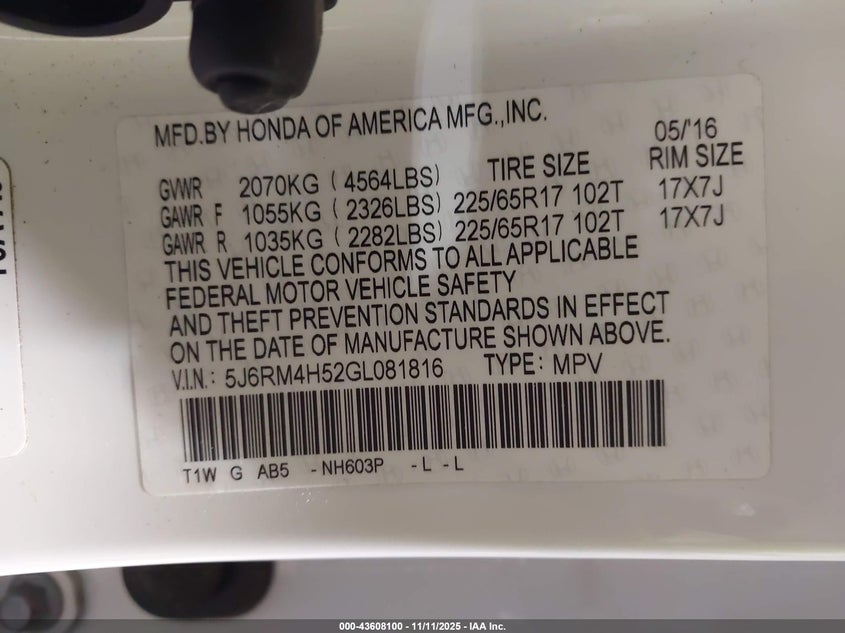 MFD.BY HONDA OF AMERICA MFG.,INC.
05/'16
TIRE SIZE RIM SIZE
GVWR 2070KG ( 4564LBS)
GAWR F 1055KG ( 2326LBS) 225/65R17 102T 17X7J
GAWR R 1035KG ( 2282LBS) 225/65R17 102T 17X7J
THIS VEHICLE CONFORMS TO ALL APPLICABLE
FEDERAL MOTOR VEHICLE SAFETY
AND THEFT PREVENTION STANDARDS IN EFFECT
ON THE DATE OF MANUFACTURE SHOWN ABOVE.
V.I.N.: 5J6RM4H52GL081816 TYPE: MPV
T1W G AB5 -NH603P -L -L
000-43608100 - 11/11/2025 - IAA Inc.